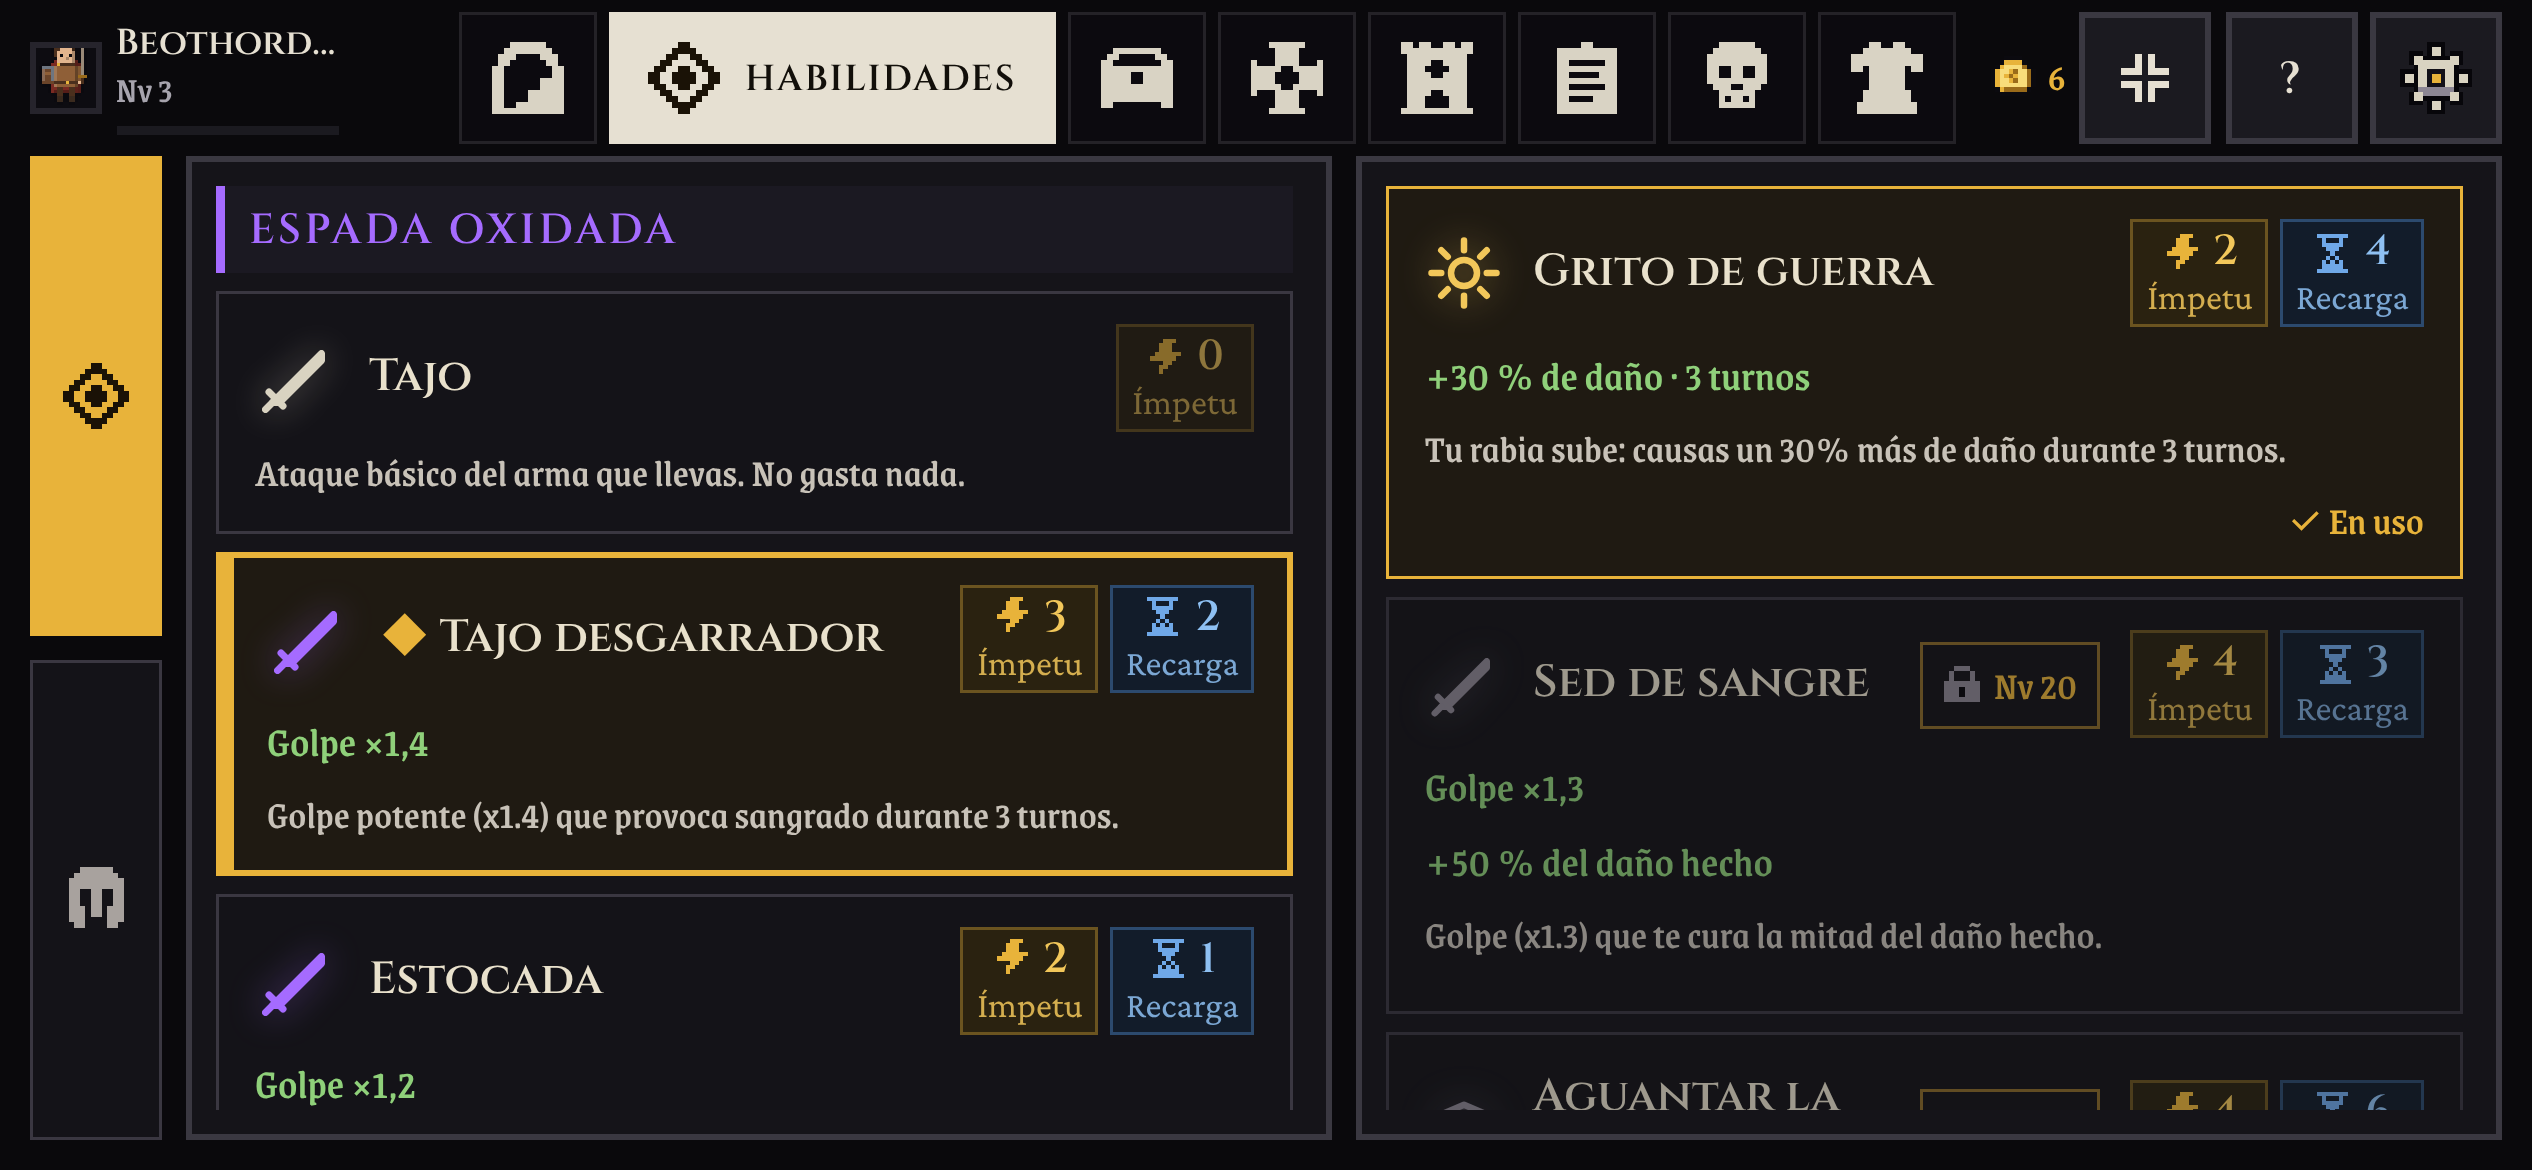 Beothord...
Nv 3
HABILIDADES
6
?
ESPADA OXIDADA
Tajo
0
Ímpetu
Ataque básico del arma que llevas. No gasta nada.
Tajo desgarrador
3
Ímpetu
2
Recarga
Golpe ×1,4
Golpe potente (x1.4) que provoca sangrado durante 3 turnos.
Estocada
2
Ímpetu
1
Recarga
Golpe ×1,2
Grito de guerra
2
Ímpetu
4
Recarga
+30 % de daño · 3 turnos
Tu rabia sube: causas un 30% más de daño durante 3 turnos.
En uso
Sed de sangre
Nv 20
4
Ímpetu
3
Recarga
Golpe ×1,3
+50 % del daño hecho
Golpe (x1.3) que te cura la mitad del daño hecho.
Aguantar la
4
6